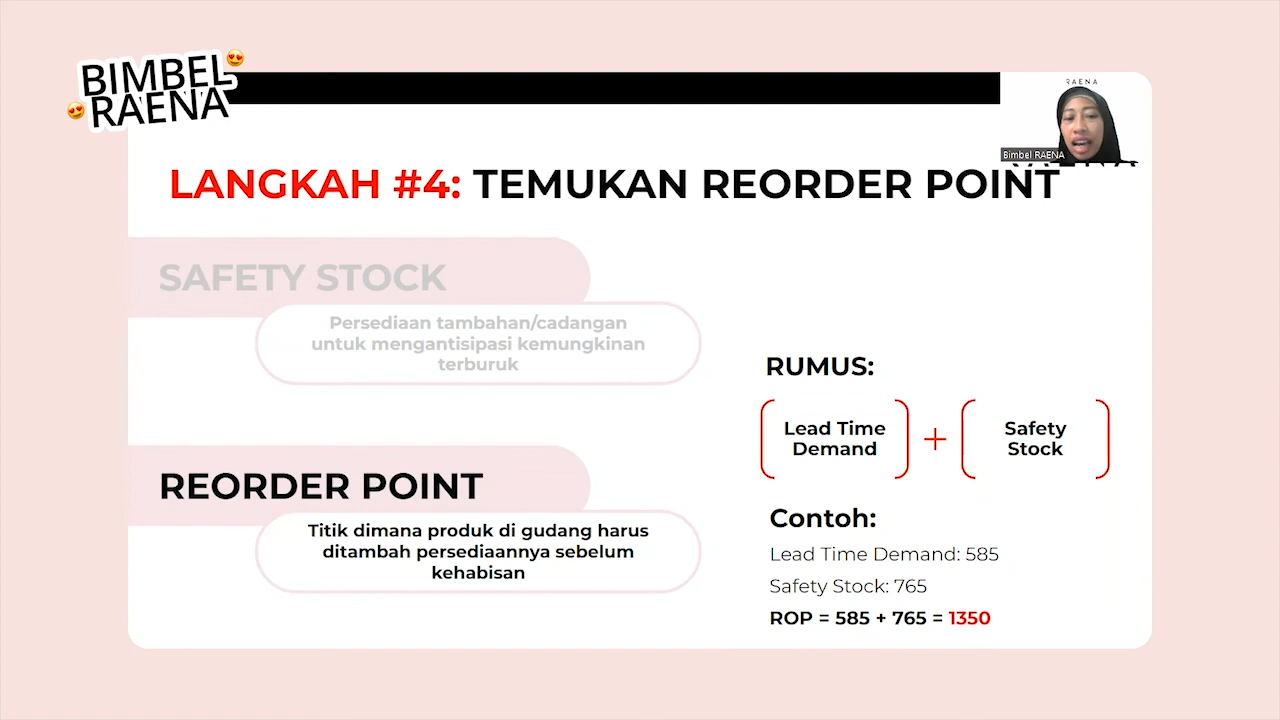 BIMBEL
RAENA
RAENA
Bimbel RAENA
LANGKAH #4: TEMUKAN REORDER POINT
SAFETY STOCK
Persediaan tambahan/cadangan
untuk mengantisipasi kemungkinan
terburuk
REORDER POINT
Titik dimana produk di gudang harus
ditambah persediaannya sebelum
kehabisan
RUMUS:
Lead Time
Demand
+
Safety
Stock
Contoh:
Lead Time Demand: 585
Safety Stock: 765
ROP = 585 + 765 = 1350